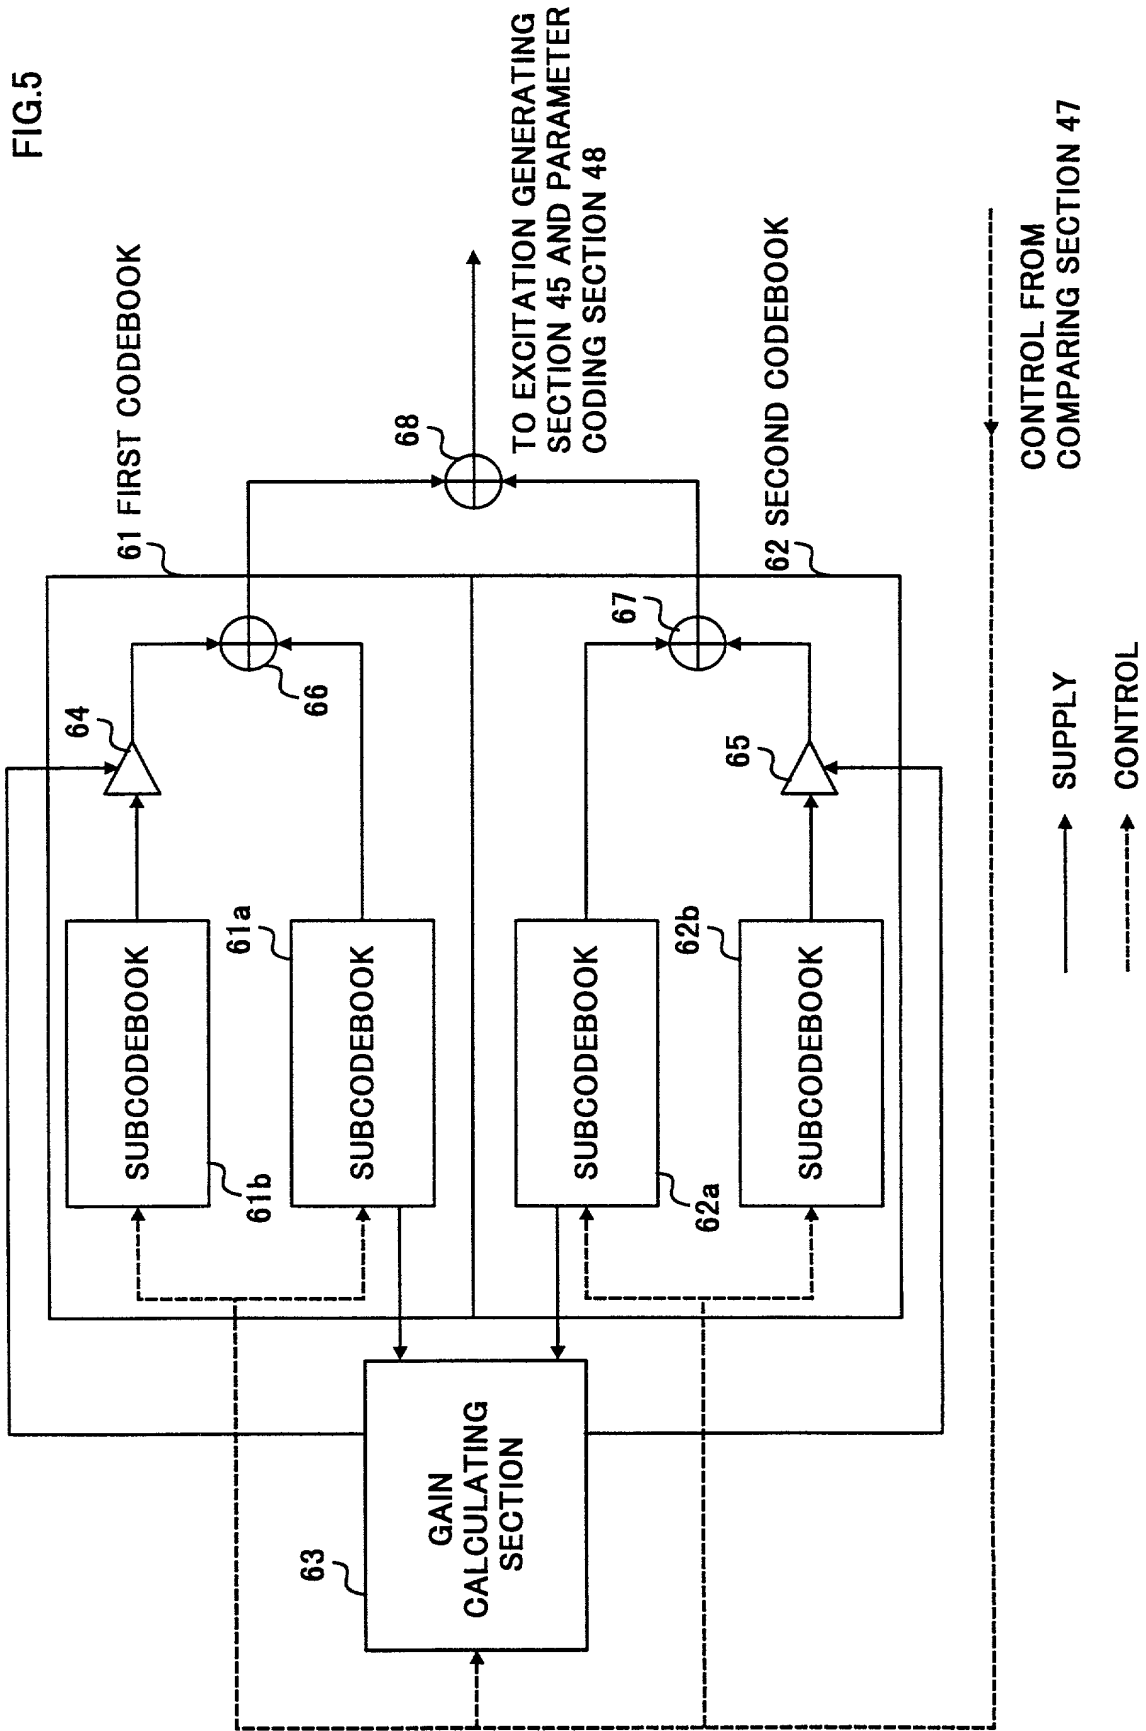 FIG.5
61 FIRST CODEBOOK
64
66
68
TO EXCITATION GENERATING
SECTION 45 AND PARAMETER
CODING SECTION 48
61b
SUBCODEBOOK
61a
SUBCODEBOOK
63
GAIN
CALCULATING
SECTION
62a
SUBCODEBOOK
62b
SUBCODEBOOK
67
65
62 SECOND CODEBOOK
CONTROL FROM
COMPARING SECTION 47
SUPPLY
CONTROL